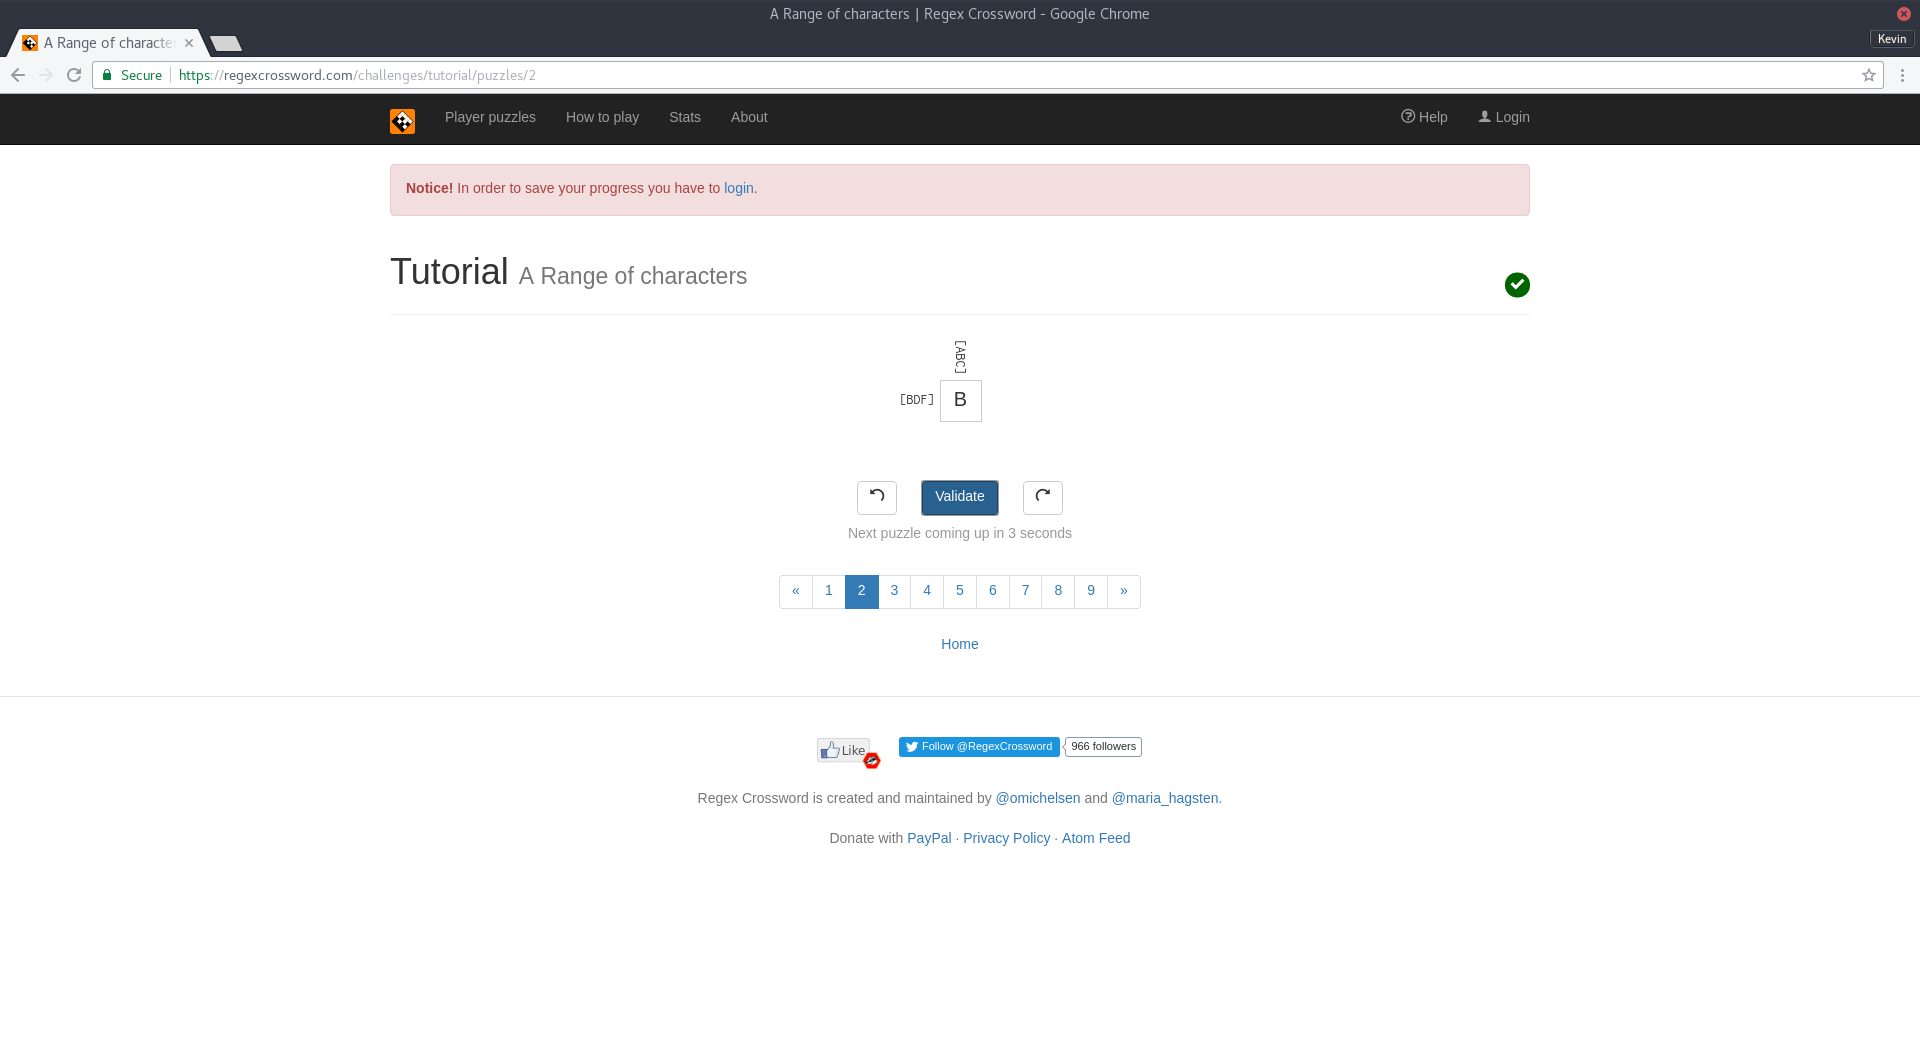 A Range of characters | Regex Crossword - Google Chrome
A Range of characte
Kevin
Secure https://regexcrossword.com/challenges/tutorial/puzzles/2
Player puzzles How to play Stats About Help Login
Notice! In order to save your progress you have to login.
Tutorial A Range of characters
[ABC]
[BDF] B
Validate
Next puzzle coming up in 3 seconds
« 1 2 3 4 5 6 7 8 9 »
Home
Like Follow @RegexCrossword 966 followers
Regex Crossword is created and maintained by @omichelsen and @maria_hagsten.
Donate with PayPal · Privacy Policy · Atom Feed